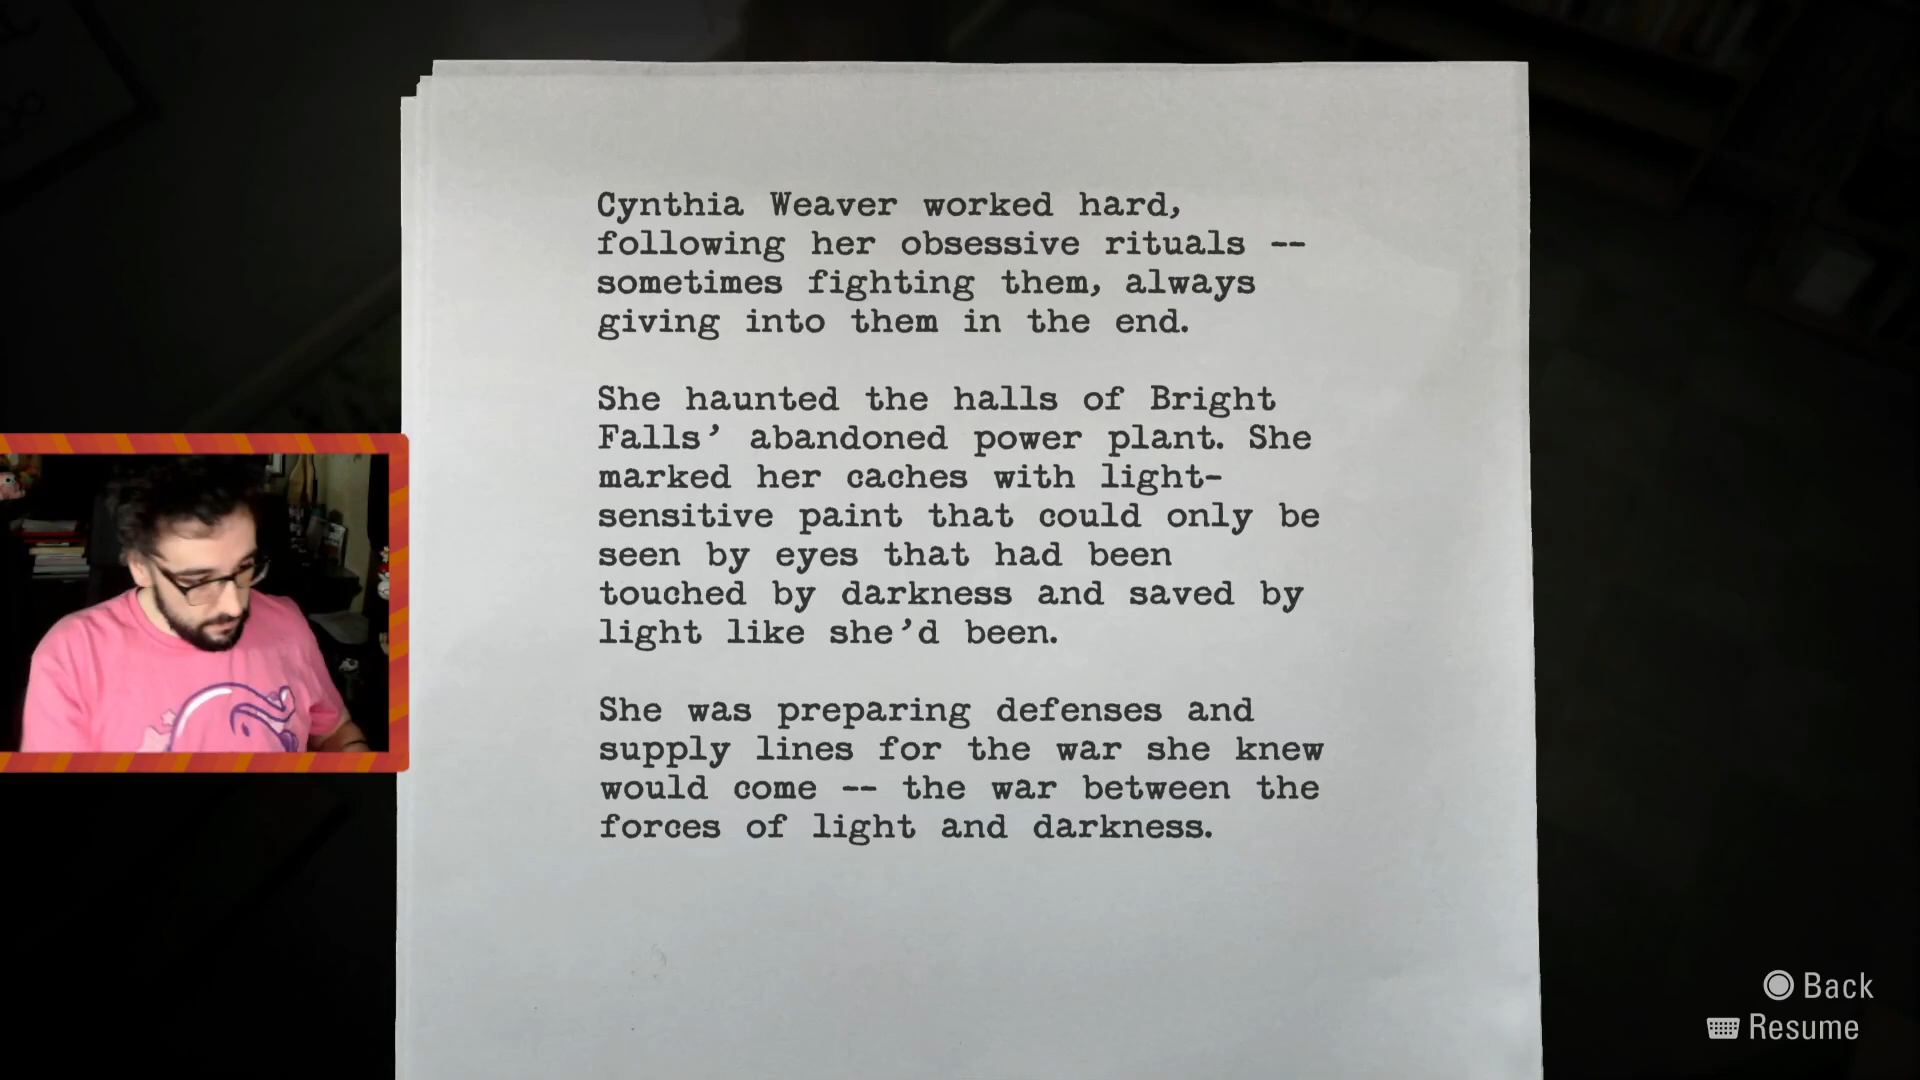 Cynthia Weaver worked hard,
following her obsessive rituals --
sometimes fighting them, always
giving into them in the end.
She haunted the halls of Bright
Falls’ abandoned power plant. She
marked her caches with light-
sensitive paint that could only be
seen by eyes that had been
touched by darkness and saved by
light like she’d been.
She was preparing defenses and
supply lines for the war she knew
would come -- the war between the
forces of light and darkness.
Back
Resume